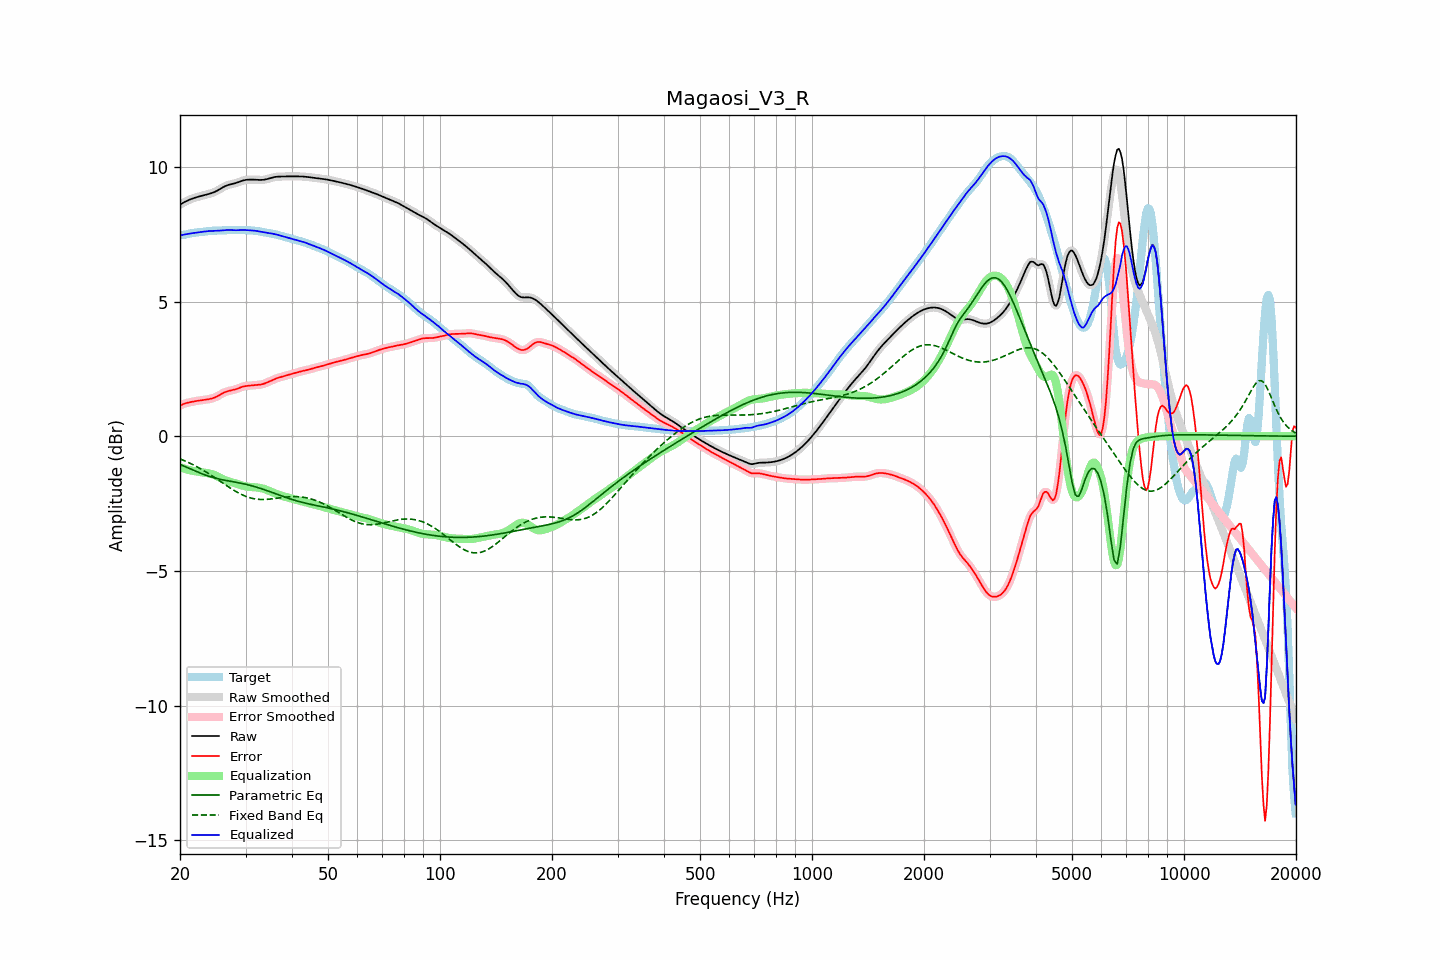 Magaosi_V3_R
Amplitude (dBr)
10
5
0
−5
−10
−15
Target
Raw Smoothed
Error Smoothed
Raw
Error
Equalization
Parametric Eq
Fixed Band Eq
Equalized
20 50 100 200 500 1000 2000 5000 10000 20000
Frequency (Hz)